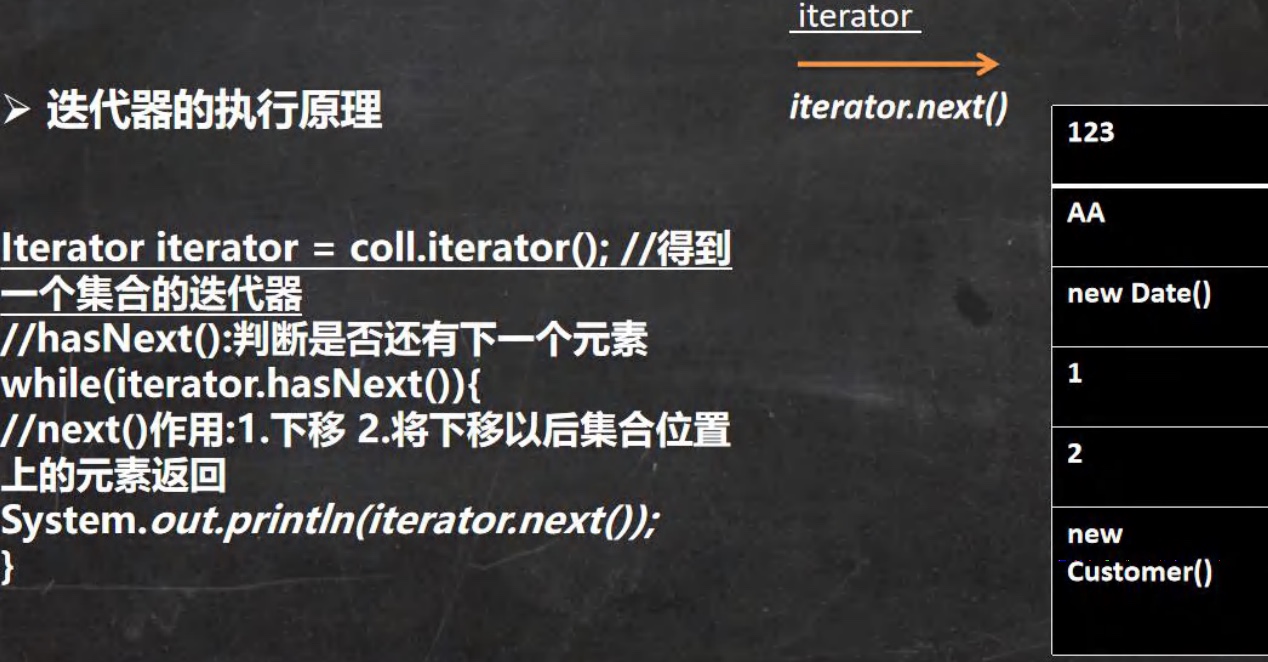 iterator
➢ 迭代器的执行原理
iterator.next()
Iterator iterator = coll.iterator(); //得到
一个集合的迭代器
//hasNext():判断是否还有下一个元素
while(iterator.hasNext()){
//next()作用:1.下移 2.将下移以后集合位置
上的元素返回
System.out.println(iterator.next());
}
123
AA
new Date()
1
2
new
Customer()